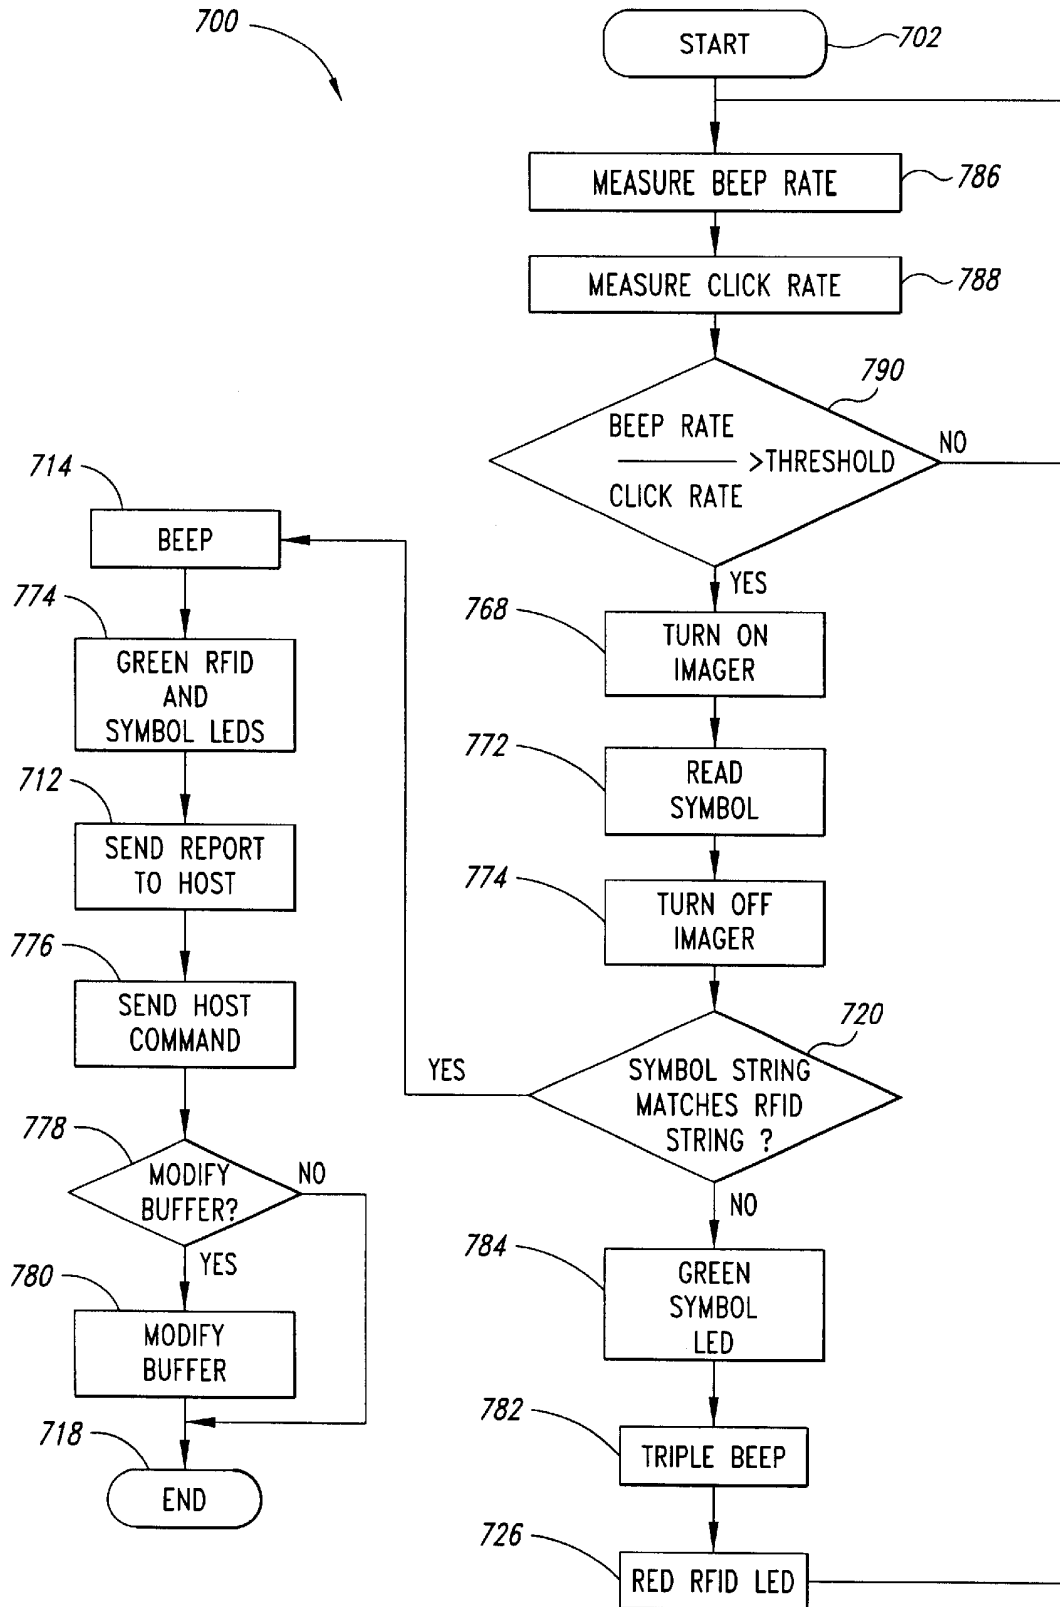 700
START
702
MEASURE BEEP RATE
786
MEASURE CLICK RATE
788
790
BEEP RATE
>THRESHOLD
CLICK RATE
NO
YES
768
TURN ON
IMAGER
772
READ
SYMBOL
774
TURN OFF
IMAGER
720
SYMBOL STRING
MATCHES RFID
STRING ?
YES
NO
784
GREEN
SYMBOL
LED
782
TRIPLE BEEP
726
RED RFID LED
714
BEEP
774
GREEN RFID
AND
SYMBOL LEDS
712
SEND REPORT
TO HOST
776
SEND HOST
COMMAND
778
MODIFY
BUFFER?
NO
YES
780
MODIFY
BUFFER
718
END